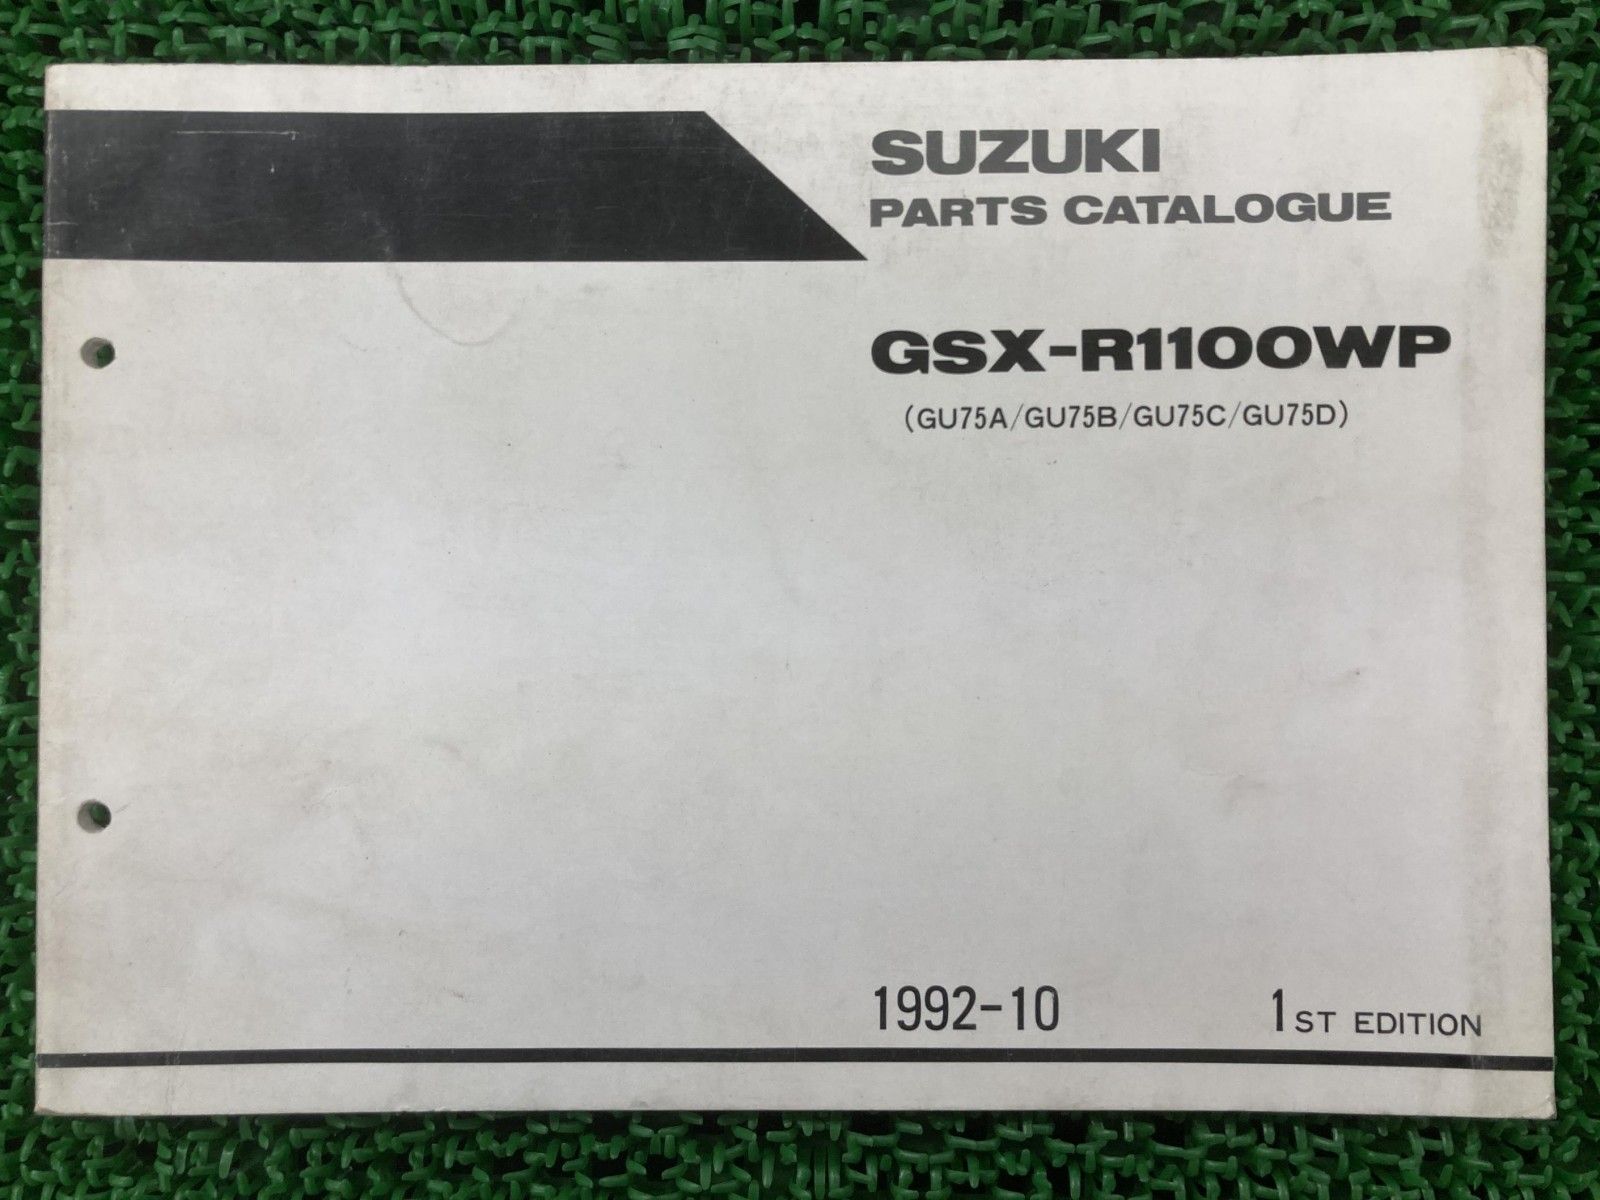 SUZUKI
PARTS CATALOGUE
GSX-R1100WP
(GU75A/GU75B/GU75C/GU75D)
1992-10 1ST EDITION